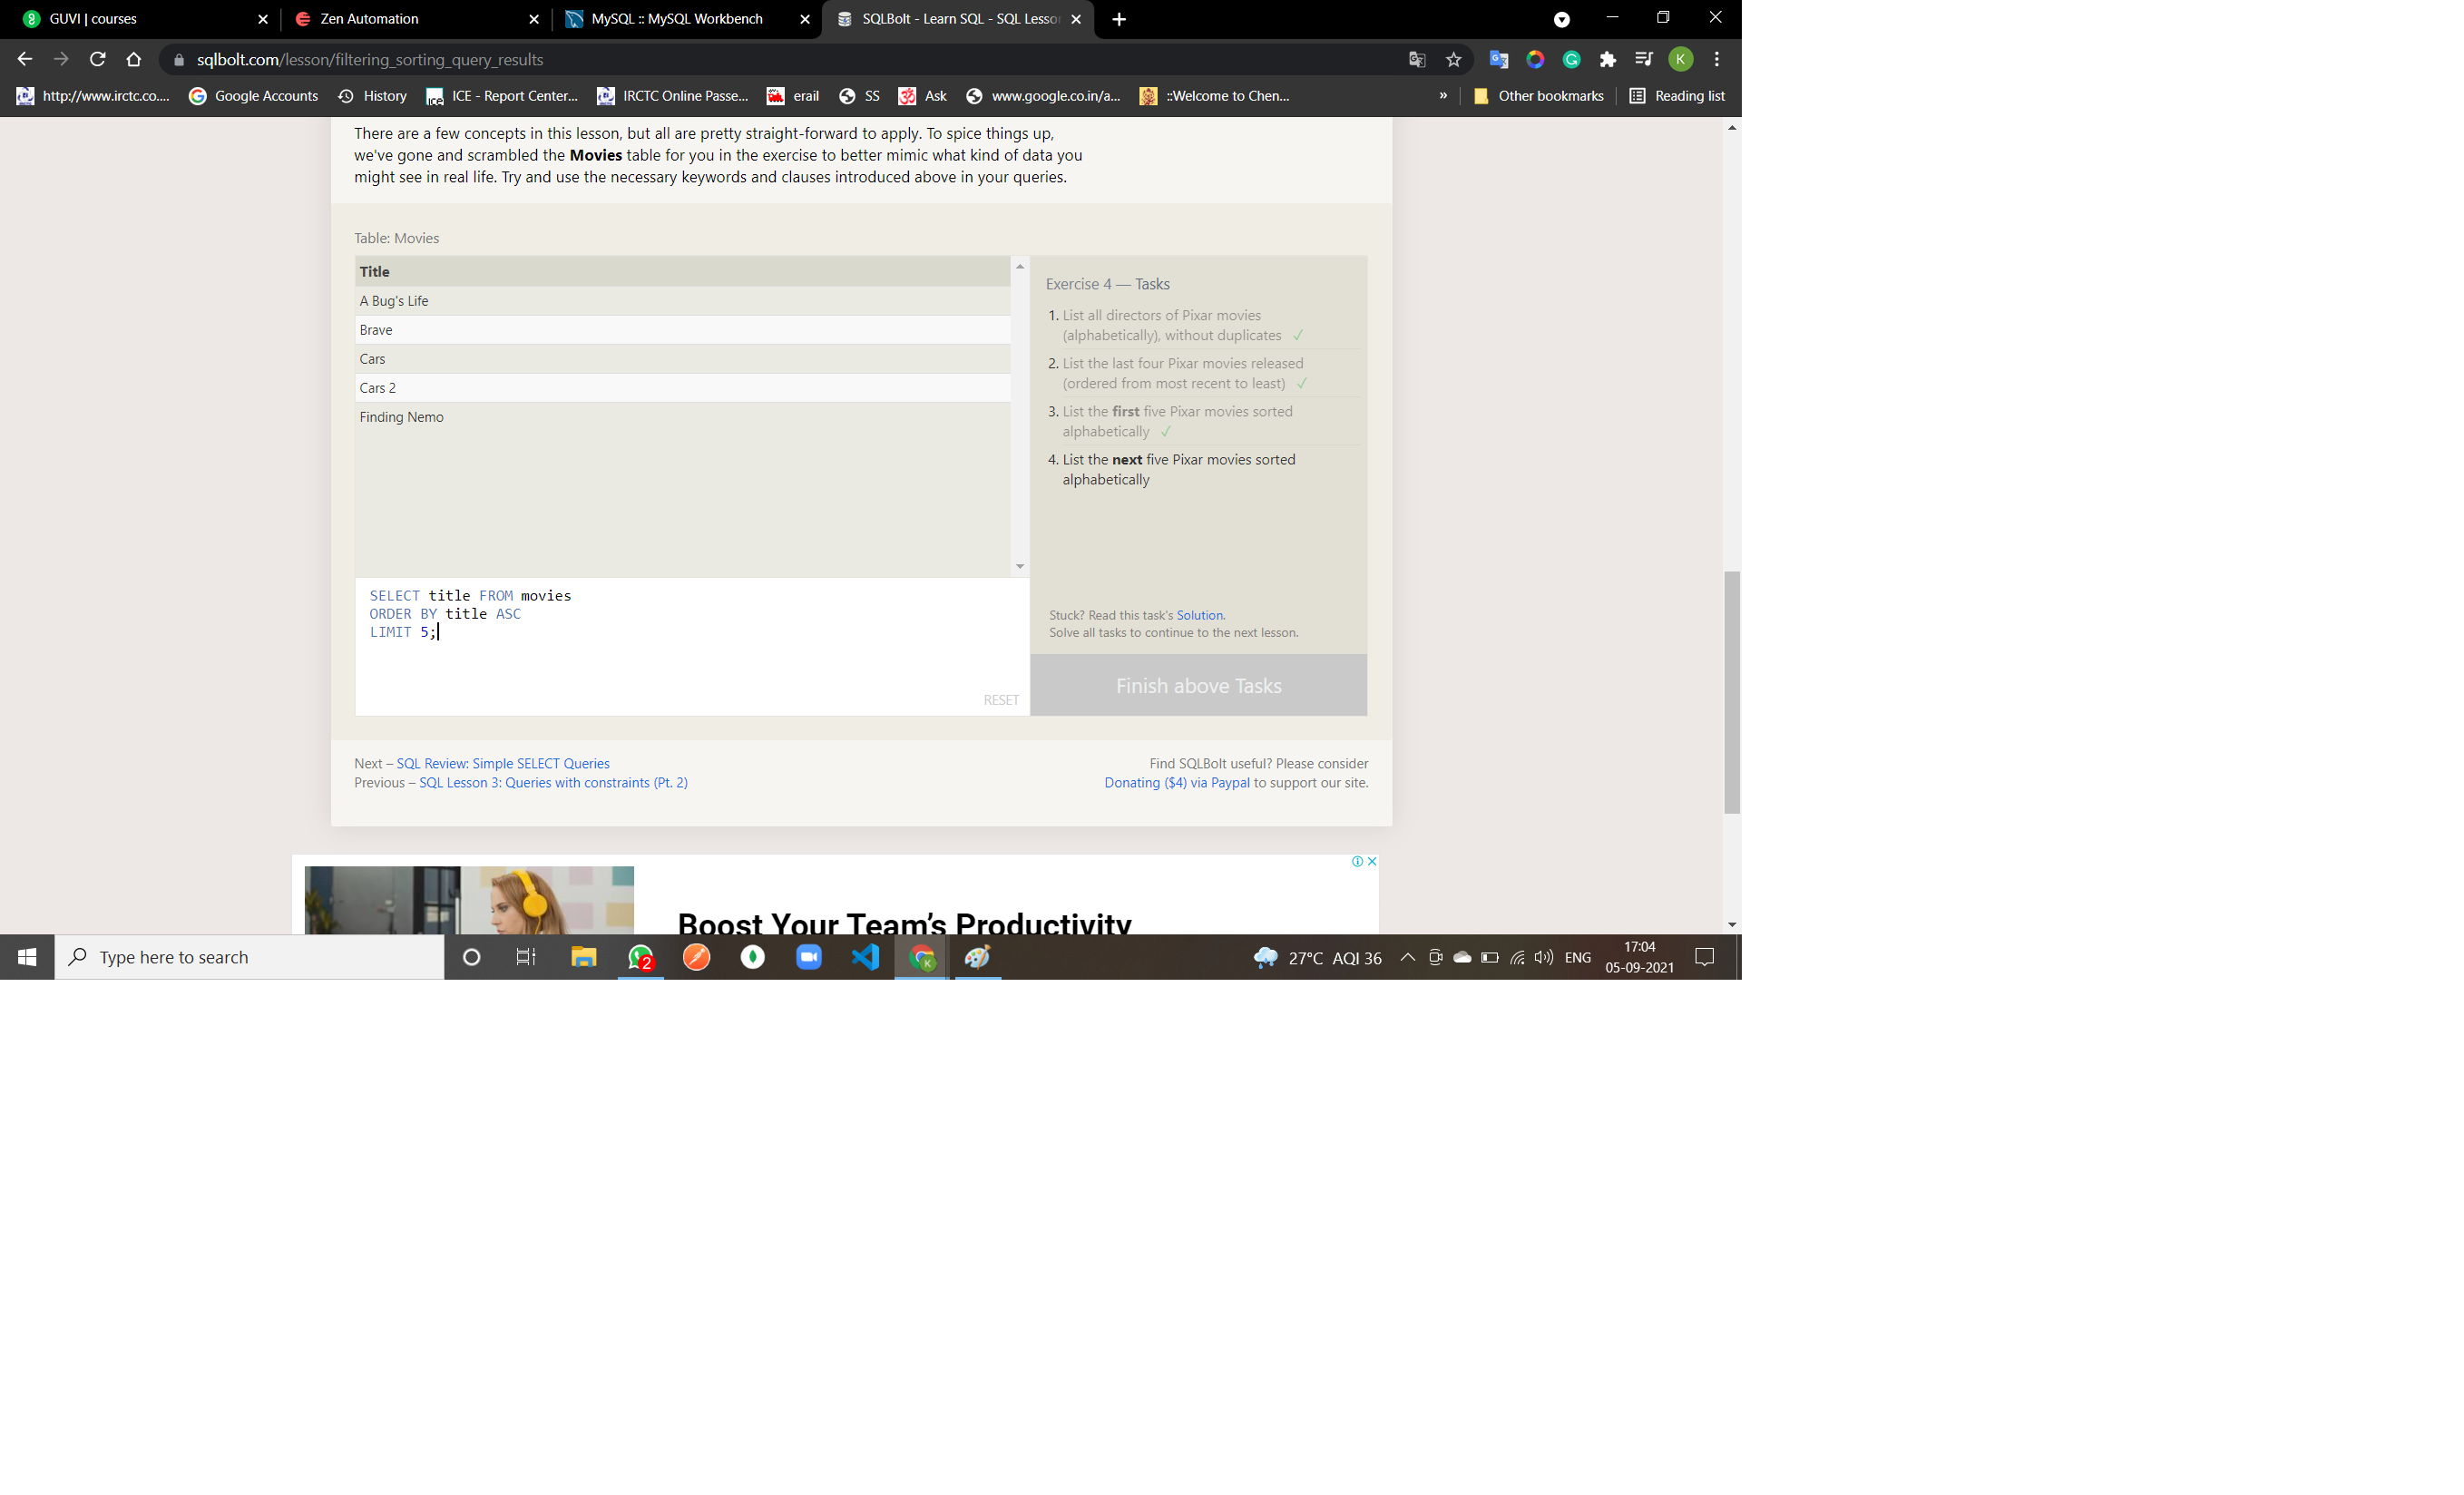 GUVI | courses
Zen Automation
MySQL :: MySQL Workbench
SQLBolt - Learn SQL - SQL Lesso
sqlbolt.com/lesson/filtering_sorting_query_results
K
http://www.irctc.co....
Google Accounts
History
ICE - Report Center...
IRCTC Online Passe...
erail
SS
Ask
www.google.co.in/a...
::Welcome to Chen...
»
Other bookmarks
Reading list
There are a few concepts in this lesson, but all are pretty straight-forward to apply. To spice things up,
we've gone and scrambled the Movies table for you in the exercise to better mimic what kind of data you
might see in real life. Try and use the necessary keywords and clauses introduced above in your queries.
Table: Movies
Title
A Bug's Life
Brave
Cars
Cars 2
Finding Nemo
SELECT title FROM movies
ORDER BY title ASC
LIMIT 5;
RESET
Exercise 4 — Tasks
1. List all directors of Pixar movies
(alphabetically), without duplicates ✓
2. List the last four Pixar movies released
(ordered from most recent to least) ✓
3. List the first five Pixar movies sorted
alphabetically ✓
4. List the next five Pixar movies sorted
alphabetically
Stuck? Read this task's Solution.
Solve all tasks to continue to the next lesson.
Finish above Tasks
Next – SQL Review: Simple SELECT Queries
Previous – SQL Lesson 3: Queries with constraints (Pt. 2)
Find SQLBolt useful? Please consider
Donating ($4) via Paypal to support our site.
Boost Your Team's Productivity
Type here to search
2
K
27°C AQI 36
ENG
17:04
05-09-2021